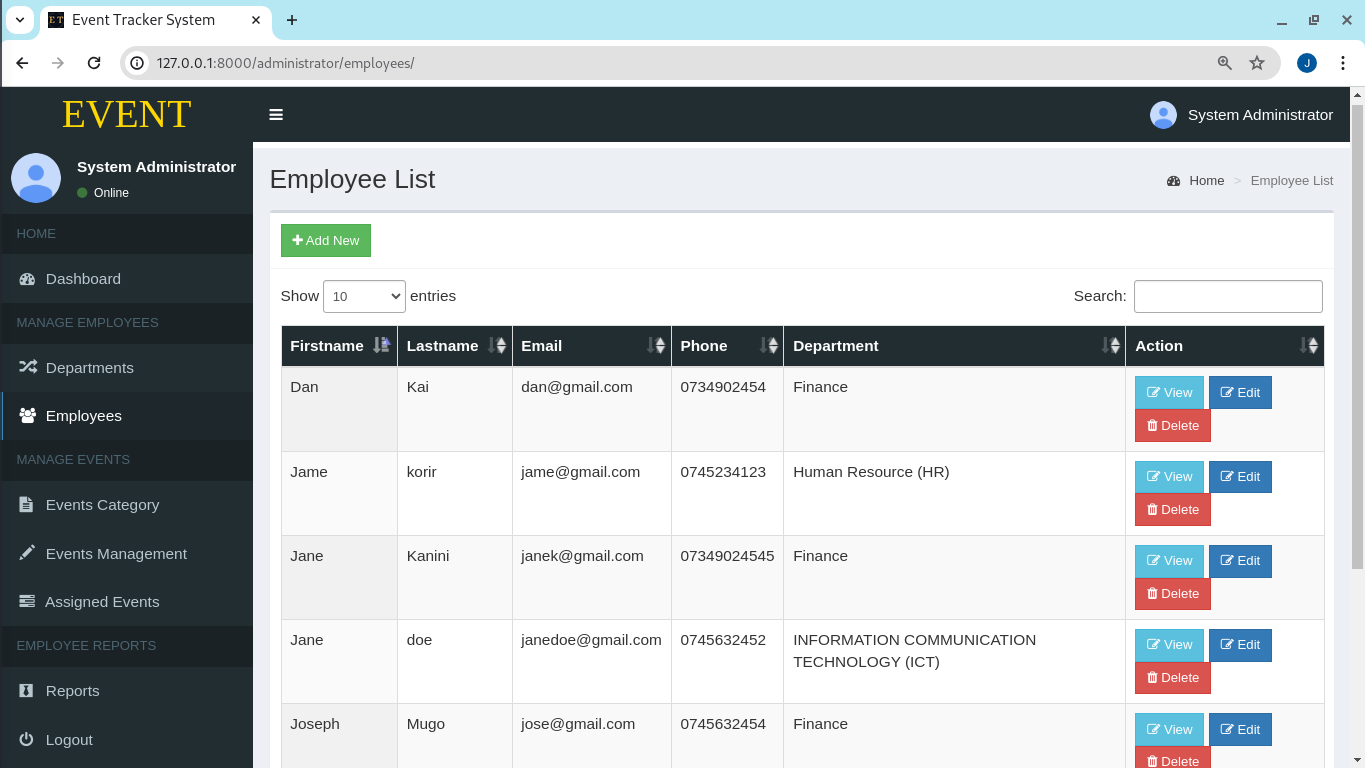 E T Event Tracker System
127.0.0.1:8000/administrator/employees/
J
EVENT
System Administrator
System Administrator
Online
HOME
Dashboard
MANAGE EMPLOYEES
Departments
Employees
MANAGE EVENTS
Events Category
Events Management
Assigned Events
EMPLOYEE REPORTS
Reports
Logout
Employee List
Home > Employee List
Add New
Show 10 entries
Search:
Firstname Lastname Email Phone Department Action
Dan Kai dan@gmail.com 0734902454 Finance View Edit
Delete
Jame korir jame@gmail.com 0745234123 Human Resource (HR) View Edit
Delete
Jane Kanini janek@gmail.com 07349024545 Finance View Edit
Delete
Jane doe janedoe@gmail.com 0745632452 INFORMATION COMMUNICATION View Edit
TECHNOLOGY (ICT)
Delete
Joseph Mugo jose@gmail.com 0745632454 Finance View Edit
Delete